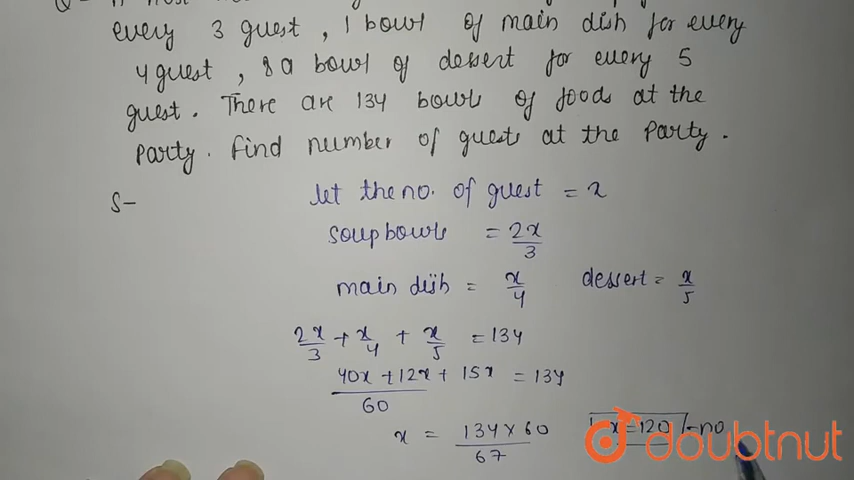 every 3 guest, 1 bowl of main dish for every
4 guest, & a bowl of dessert for every 5
guest. There are 134 bowls of foods at the
party. Find number of guests at the party.
S- let the no. of guest = x
soup bowls = 2x/3
main dish = x/4 dessert = x/5
2x/3 + x/4 + x/5 = 134
40x + 12x + 15x / 60 = 134
x = 134 x 60 / 67 x = 120
doubtnut